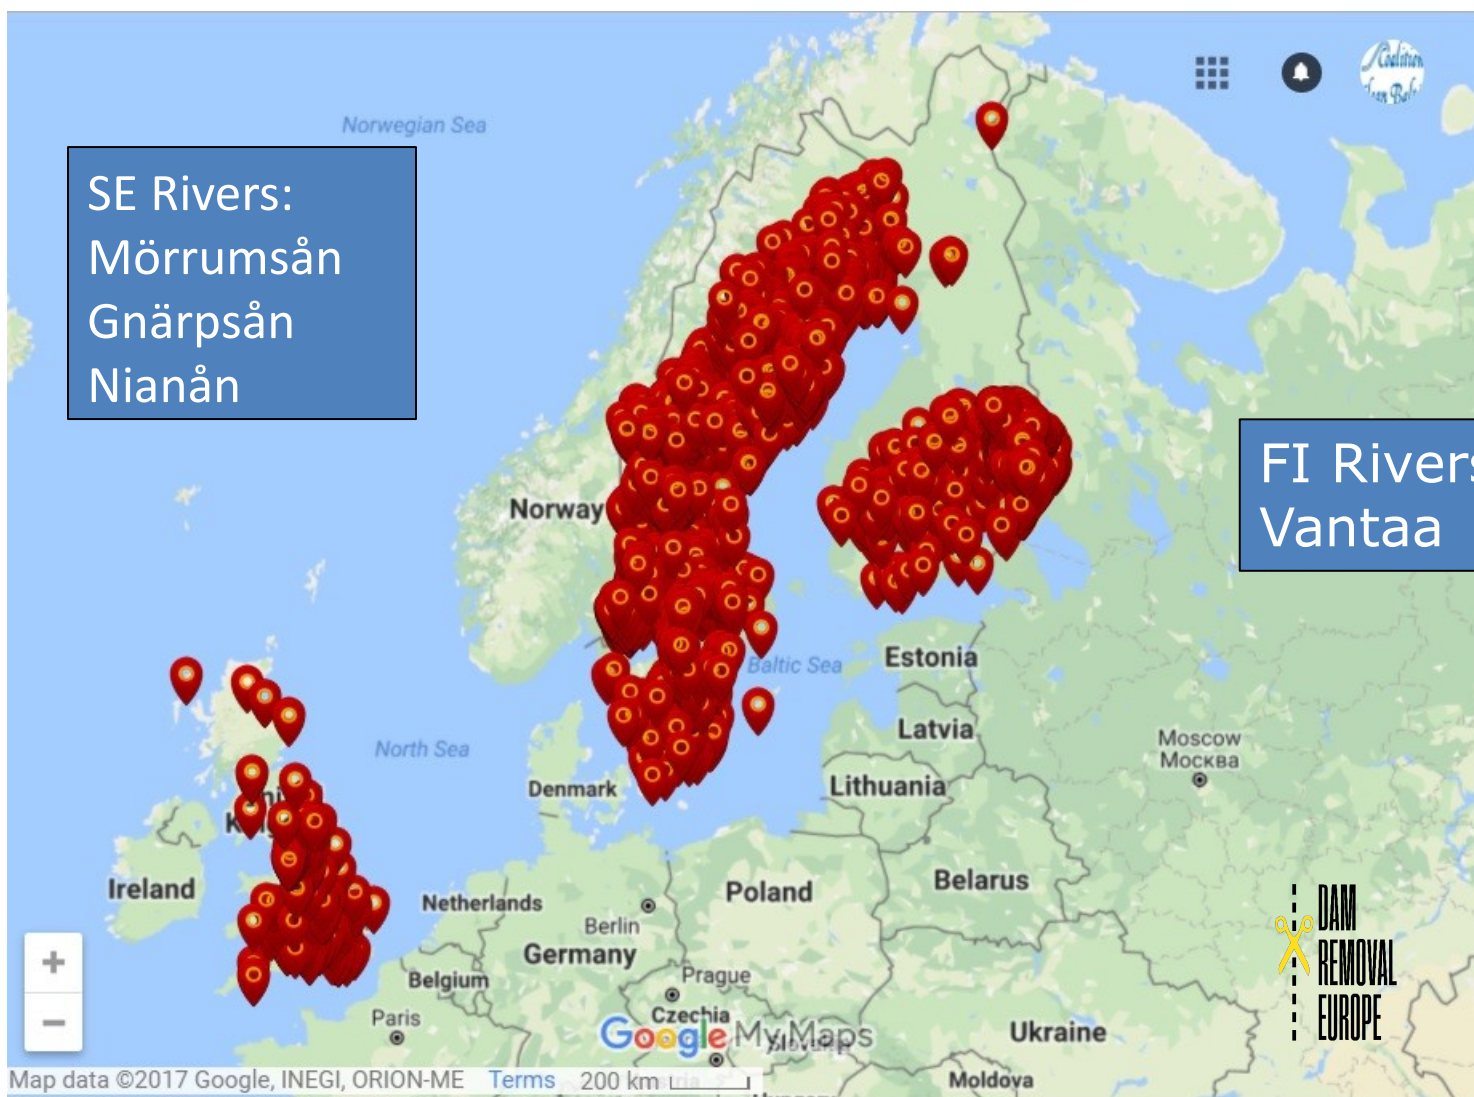 Norwegian Sea
Coalition
SE Rivers:
Mörrumsån
Gnärpsån
Nianån
FI Rivers
Vantaa
Norway
Baltic Sea
Estonia
Latvia
Lithuania
Moscow
Москва
North Sea
Denmark
Ireland
Netherlands
Berlin
Germany
Poland
Belarus
Belgium
Prague
Czechia
Paris
Google My Maps
Ukraine
Moldova
DAM
REMOVAL
EUROPE
Map data ©2017 Google, INEGI, ORION-ME Terms 200 km